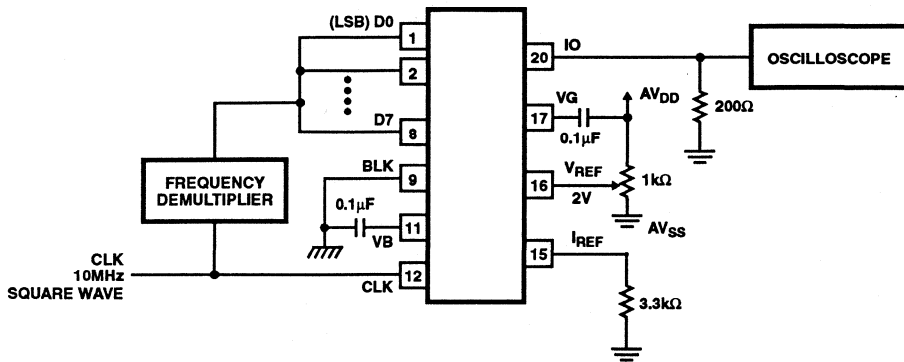 (LSB) D0
1
2
D7
8
BLK
9
0.1μF
VB
11
12
CLK
FREQUENCY
DEMULTIPLIER
CLK
10MHz
SQUARE WAVE
IO
20
OSCILLOSCOPE
200Ω
VG
17
0.1μF
AVDD
VREF
16
2V
1kΩ
AVSS
IREF
15
3.3kΩ